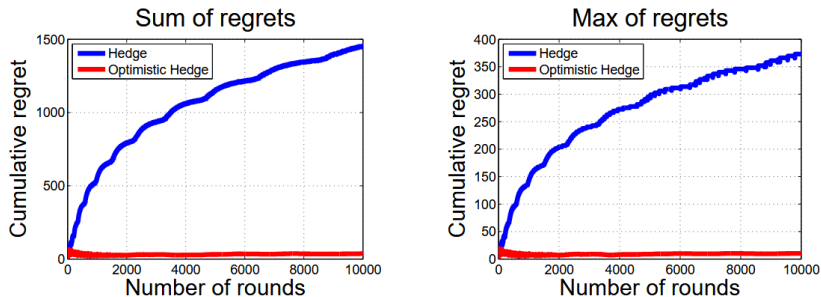 Sum of regrets
Cumulative regret
1500
1000
500
0
Hedge
Optimistic Hedge
0 2000 4000 6000 8000 10000
Number of rounds
Max of regrets
Cumulative regret
400
350
300
250
200
150
100
50
0
Hedge
Optimistic Hedge
0 2000 4000 6000 8000 10000
Number of rounds